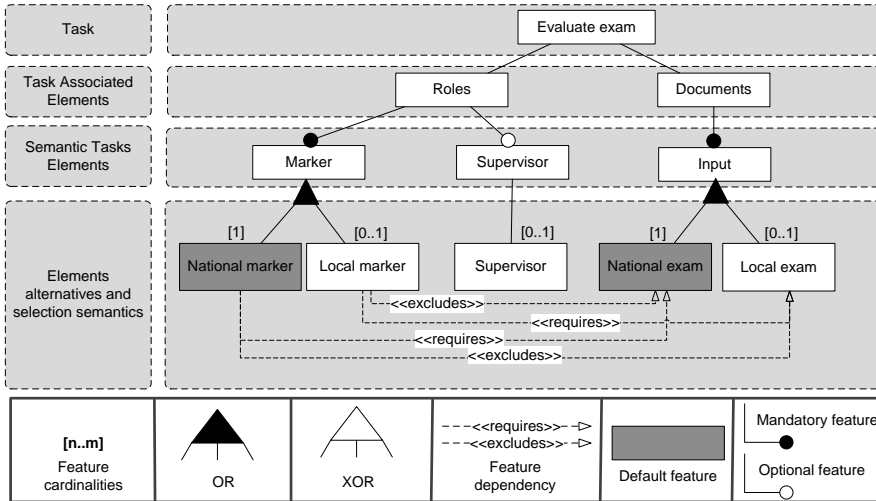 Task
Evaluate exam
Task Associated
Elements
Roles
Documents
Semantic Tasks
Elements
Marker
Supervisor
Input
Elements
alternatives and
selection semantics
[1]
[0..1]
[0..1]
[1]
[0..1]
National marker
Local marker
Supervisor
National exam
Local exam
<<excludes>>
<<requires>>
<<requires>>
<<excludes>>
[n..m]
Feature
cardinalities
OR
XOR
<<requires>>
<<excludes>>
Feature
dependency
Default feature
Mandatory feature
Optional feature